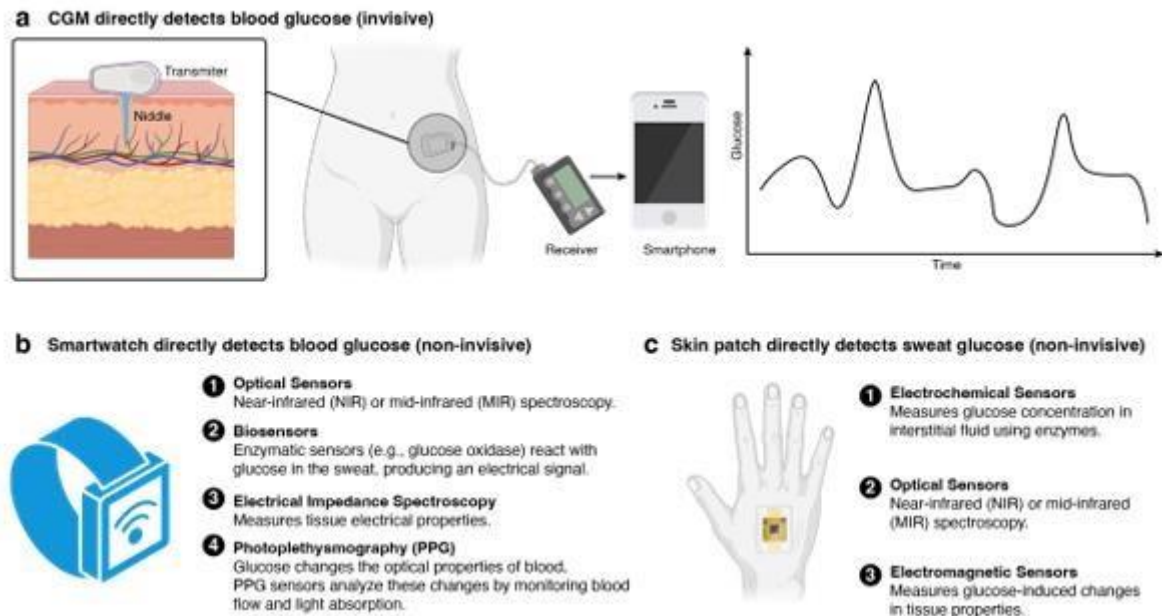 a CGM directly detects blood glucose (invisive)
Transmiter
Niddle
Receiver
Smartphone
Glucose
Time
b Smartwatch directly detects blood glucose (non-invisive)
1 Optical Sensors
Near-infrared (NIR) or mid-infrared (MIR) spectroscopy.
2 Biosensors
Enzymatic sensors (e.g., glucose oxidase) react with
glucose in the sweat, producing an electrical signal.
3 Electrical Impedance Spectroscopy
Measures tissue electrical properties.
4 Photoplethysmography (PPG)
Glucose changes the optical properties of blood.
PPG sensors analyze these changes by monitoring blood
flow and light absorption.
c Skin patch directly detects sweat glucose (non-invisive)
1 Electrochemical Sensors
Measures glucose concentration in
interstitial fluid using enzymes.
2 Optical Sensors
Near-infrared (NIR) or mid-infrared
(MIR) spectroscopy.
3 Electromagnetic Sensors
Measures glucose-induced changes
in tissue properties.